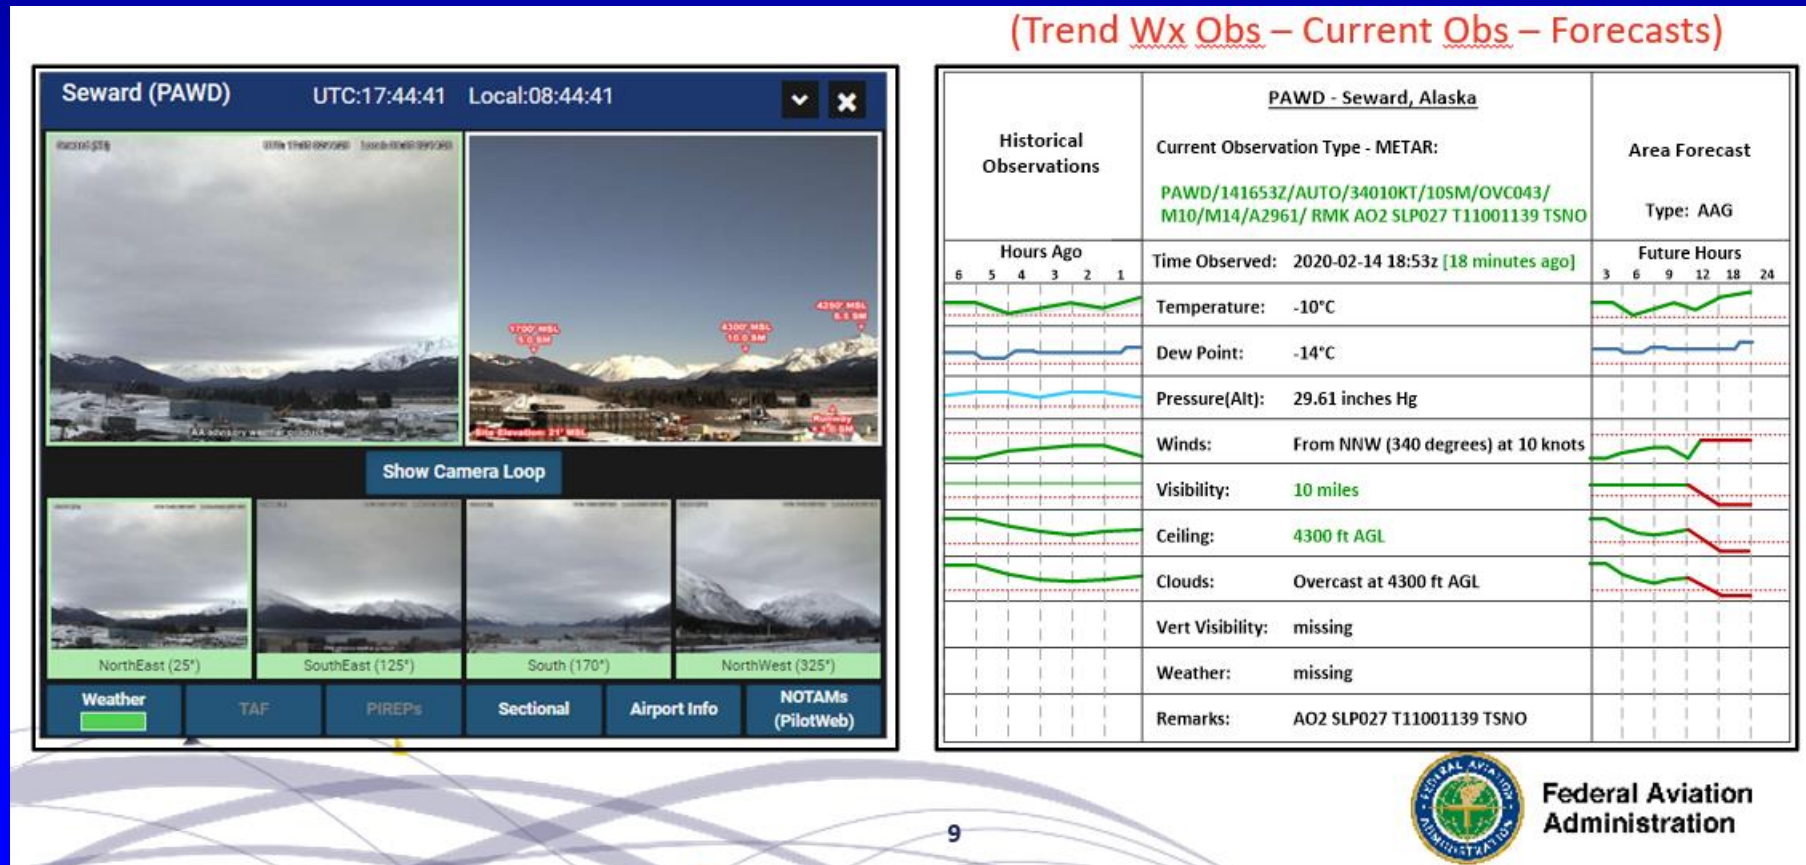 (Trend Wx Obs – Current Obs – Forecasts)
Seward (PAWD)
UTC:17:44:41 Local:08:44:41
1700' MSL
5.0 SM
4300' MSL
10.0 SM
4250' MSL
6.5 SM
Site Elevation: 21' MSL
Runway
Show Camera Loop
NorthEast (25°)
SouthEast (125°)
South (170°)
NorthWest (325°)
Weather
TAF
PIREPs
Sectional
Airport Info
NOTAMs
(PilotWeb)
Historical
Observations
PAWD - Seward, Alaska
Current Observation Type - METAR:
PAWD/141653Z/AUTO/34010KT/10SM/OVC043/
M10/M14/A2961/ RMK AO2 SLP027 T11001139 TSNO
Area Forecast
Type: AAG
Hours Ago
6 5 4 3 2 1
Time Observed: 2020-02-14 18:53z [18 minutes ago]
Future Hours
3 6 9 12 18 24
Temperature: -10°C
Dew Point: -14°C
Pressure(Alt): 29.61 inches Hg
Winds: From NNW (340 degrees) at 10 knots
Visibility: 10 miles
Ceiling: 4300 ft AGL
Clouds: Overcast at 4300 ft AGL
Vert Visibility: missing
Weather: missing
Remarks: AO2 SLP027 T11001139 TSNO
9
FEDERAL AVIATION
ADMINISTRATION
Federal Aviation
Administration